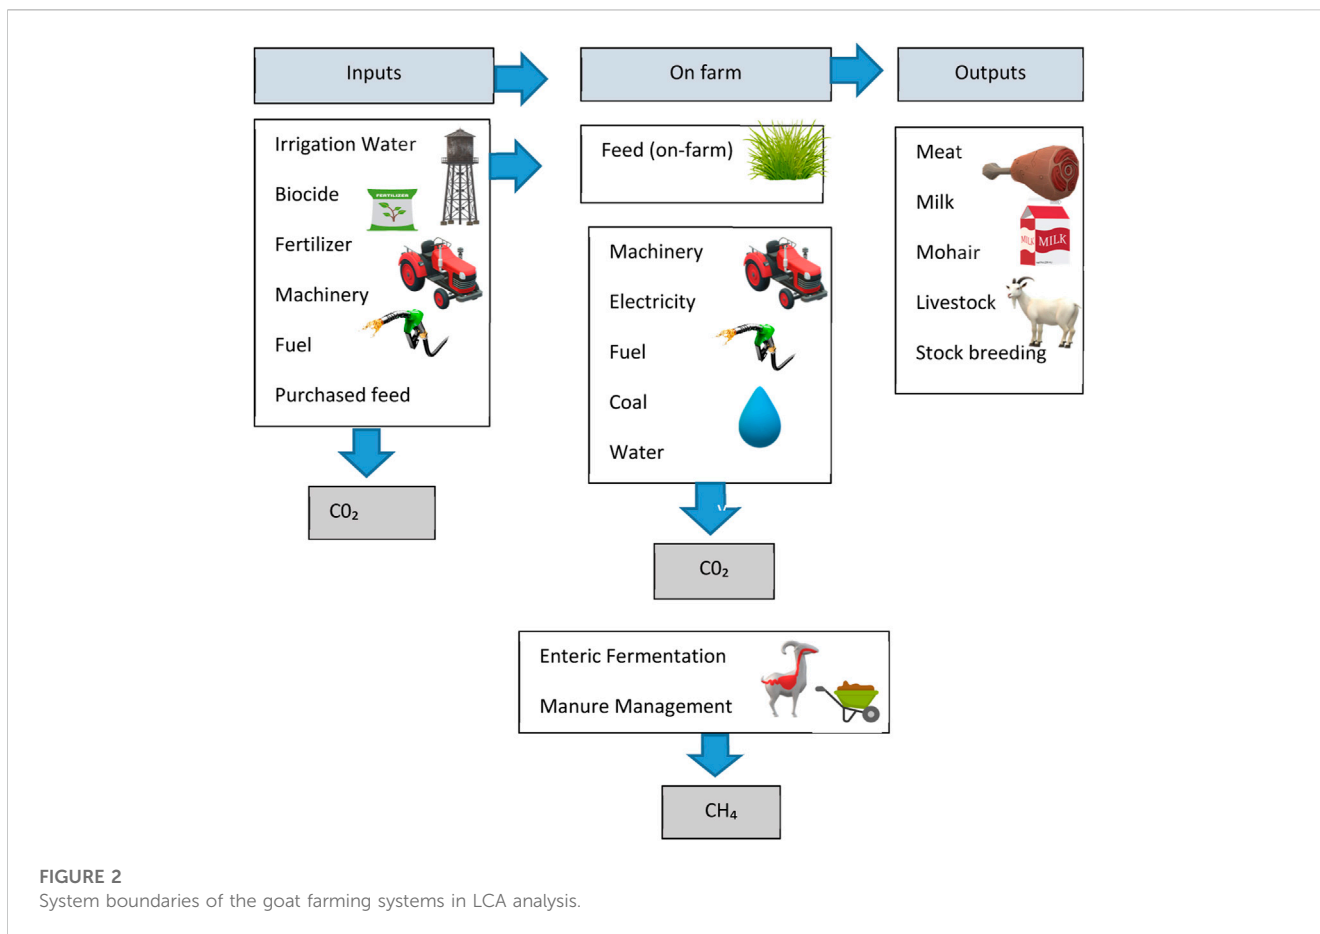 Inputs
On farm
Outputs
Irrigation Water
Biocide
Fertilizer
Machinery
Fuel
Purchased feed
FERTILIZER
C0₂
Feed (on-farm)
Machinery
Electricity
Fuel
Coal
Water
C0₂
Enteric Fermentation
Manure Management
CH₄
Meat
Milk
Mohair
Livestock
Stock breeding
MILK
MILK
FIGURE 2
System boundaries of the goat farming systems in LCA analysis.